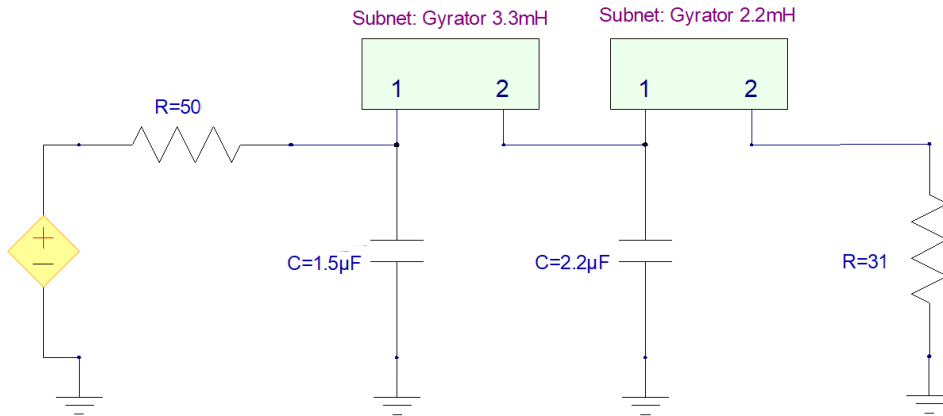 Subnet: Gyrator 3.3mH
Subnet: Gyrator 2.2mH
1
2
1
2
R=50
C=1.5µF
C=2.2µF
R=31